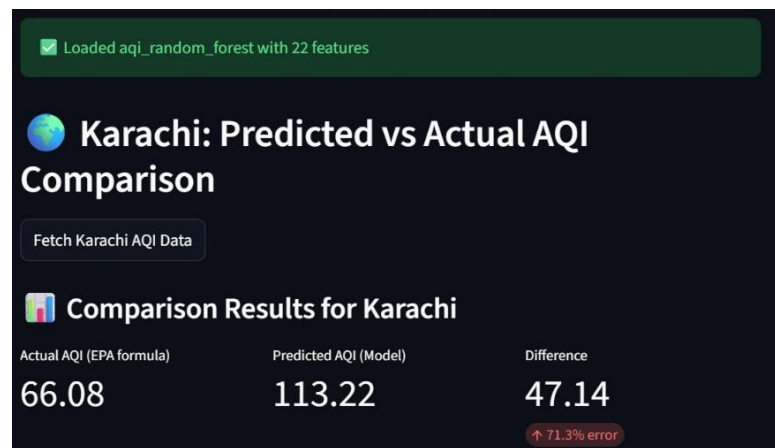 ✅ Loaded aqi_random_forest with 22 features
🌍 Karachi: Predicted vs Actual AQI
Comparison
Fetch Karachi AQI Data
📊 Comparison Results for Karachi
Actual AQI (EPA formula) Predicted AQI (Model) Difference
66.08 113.22 47.14
↑ 71.3% error